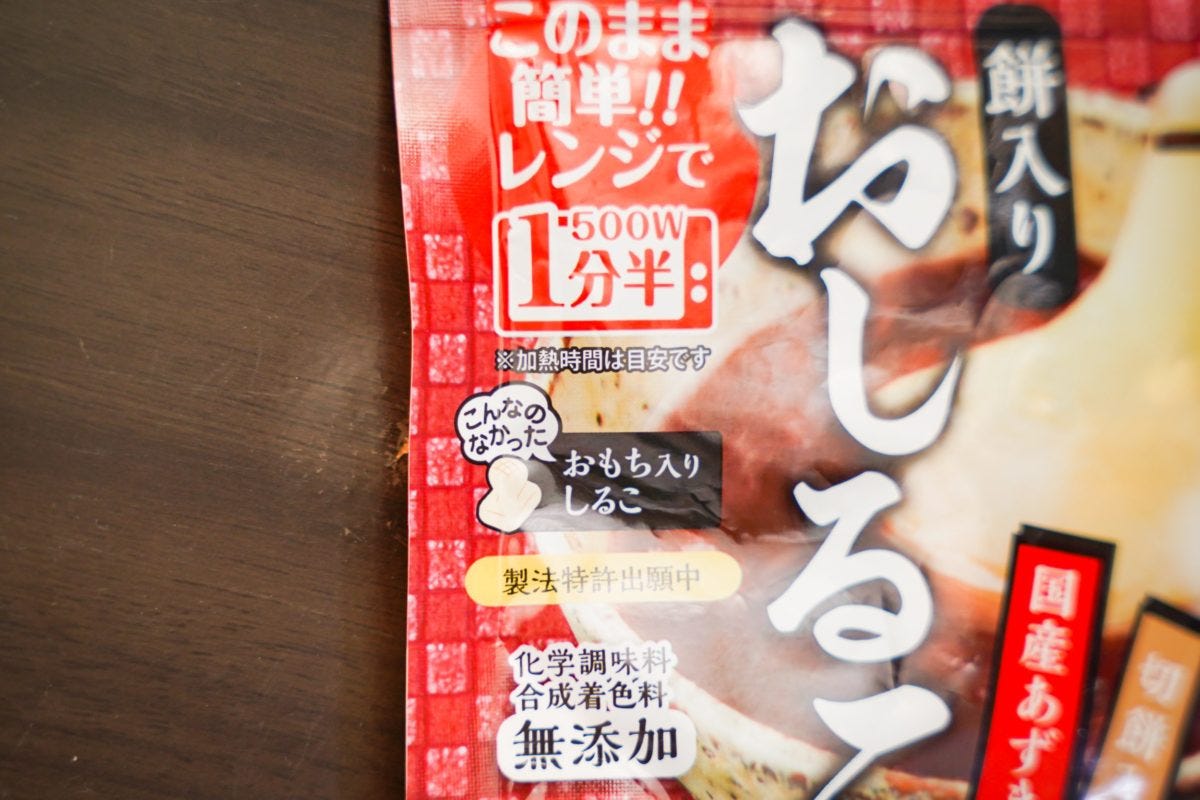 このまま
簡単!!
レンジで
500W
1分半
※加熱時間は目安です
こんなの
なかった
おもち入り
しるこ
製法特許出願中
化学調味料
合成着色料
無添加
餅入り
おしるこ
国産あずき
切餅